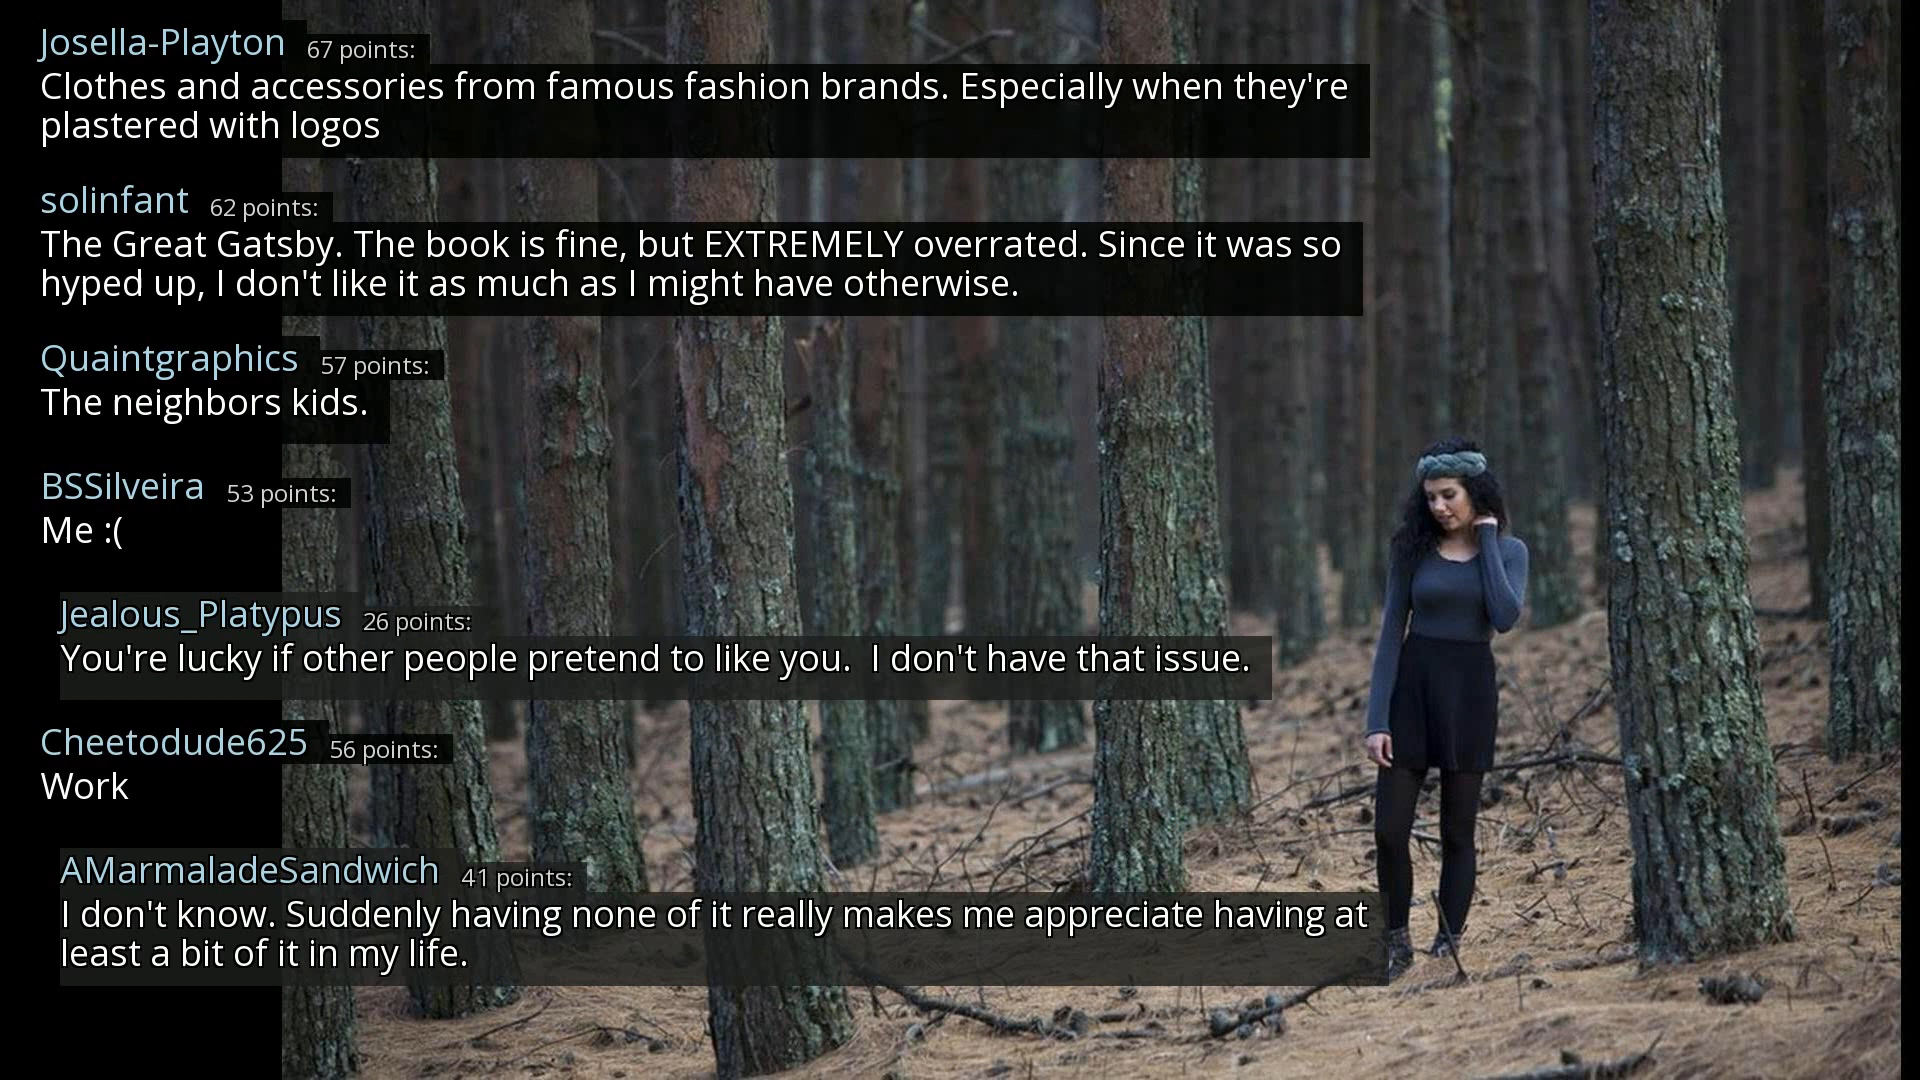 Josella-Playton 67 points:
Clothes and accessories from famous fashion brands. Especially when they're
plastered with logos
solinfant 62 points:
The Great Gatsby. The book is fine, but EXTREMELY overrated. Since it was so
hyped up, I don't like it as much as I might have otherwise.
Quaintgraphics 57 points:
The neighbors kids.
BSSilveira 53 points:
Me :(
Jealous_Platypus 26 points:
You're lucky if other people pretend to like you.  I don't have that issue.
Cheetodude625 56 points:
Work
AMarmaladeSandwich 41 points:
I don't know. Suddenly having none of it really makes me appreciate having at
least a bit of it in my life.